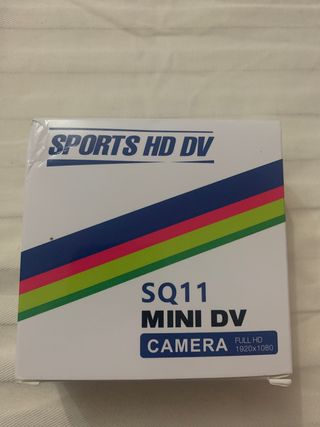 SPORTS HD DV
SQ11
MINI DV
CAMERA FULL HD
1920x1080